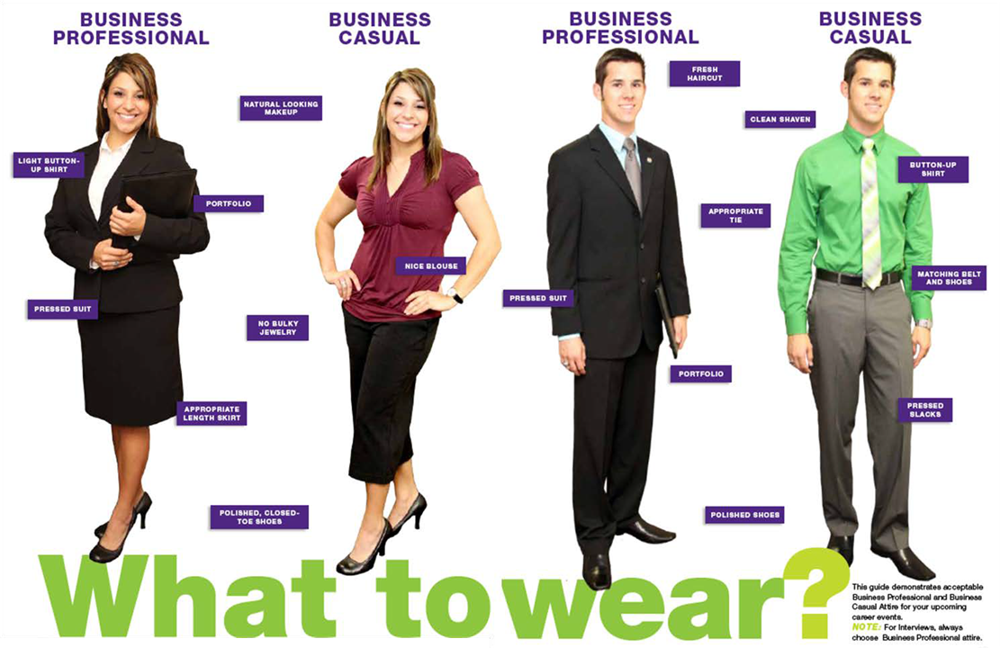 BUSINESS
PROFESSIONAL
BUSINESS
CASUAL
BUSINESS
PROFESSIONAL
BUSINESS
CASUAL
FRESH
HAIRCUT
NATURAL LOOKING
MAKEUP
CLEAN SHAVEN
LIGHT BUTTON-
UP SHIRT
BUTTON-UP
SHIRT
PORTFOLIO
APPROPRIATE
TIE
NICE BLOUSE
MATCHING BELT
AND SHOES
PRESSED SUIT
PRESSED SUIT
NO BULKY
JEWELRY
PORTFOLIO
APPROPRIATE
LENGTH SKIRT
PRESSED
SLACKS
POLISHED, CLOSED-
TOE SHOES
POLISHED SHOES
What to wear?
This guide demonstrates acceptable
Business Professional and Business
Casual Attire for your upcoming
career events.
NOTE: For Interviews, always
choose Business Professional attire.